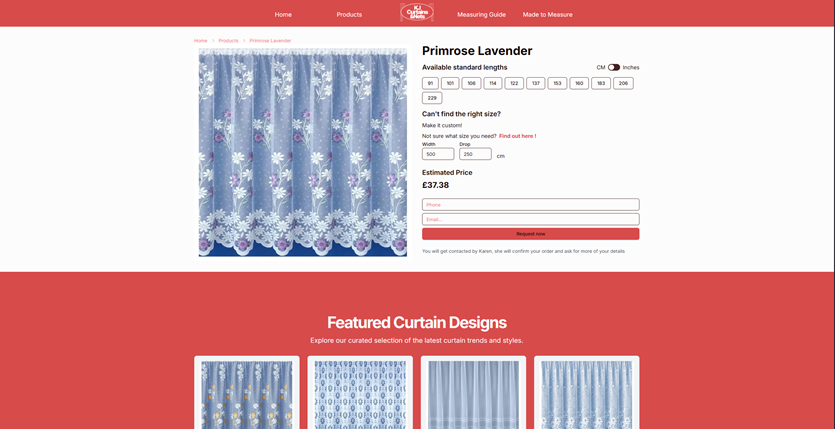 Home
Products
KJ
Curtains
&Nets
Measuring Guide
Made to Measure
Home > Products > Primrose Lavender
Primrose Lavender
Available standard lengths
CM
Inches
91 101 106 114 122 137 153 160 183 206
229
Can't find the right size?
Make it custom!
Not sure what size you need? Find out here !
Width Drop
500 250 cm
Estimated Price
£37.38
Phone
Email...
Request now
You will get contacted by Karen, she will confirm your order and ask for more of your details
Featured Curtain Designs
Explore our curated selection of the latest curtain trends and styles.